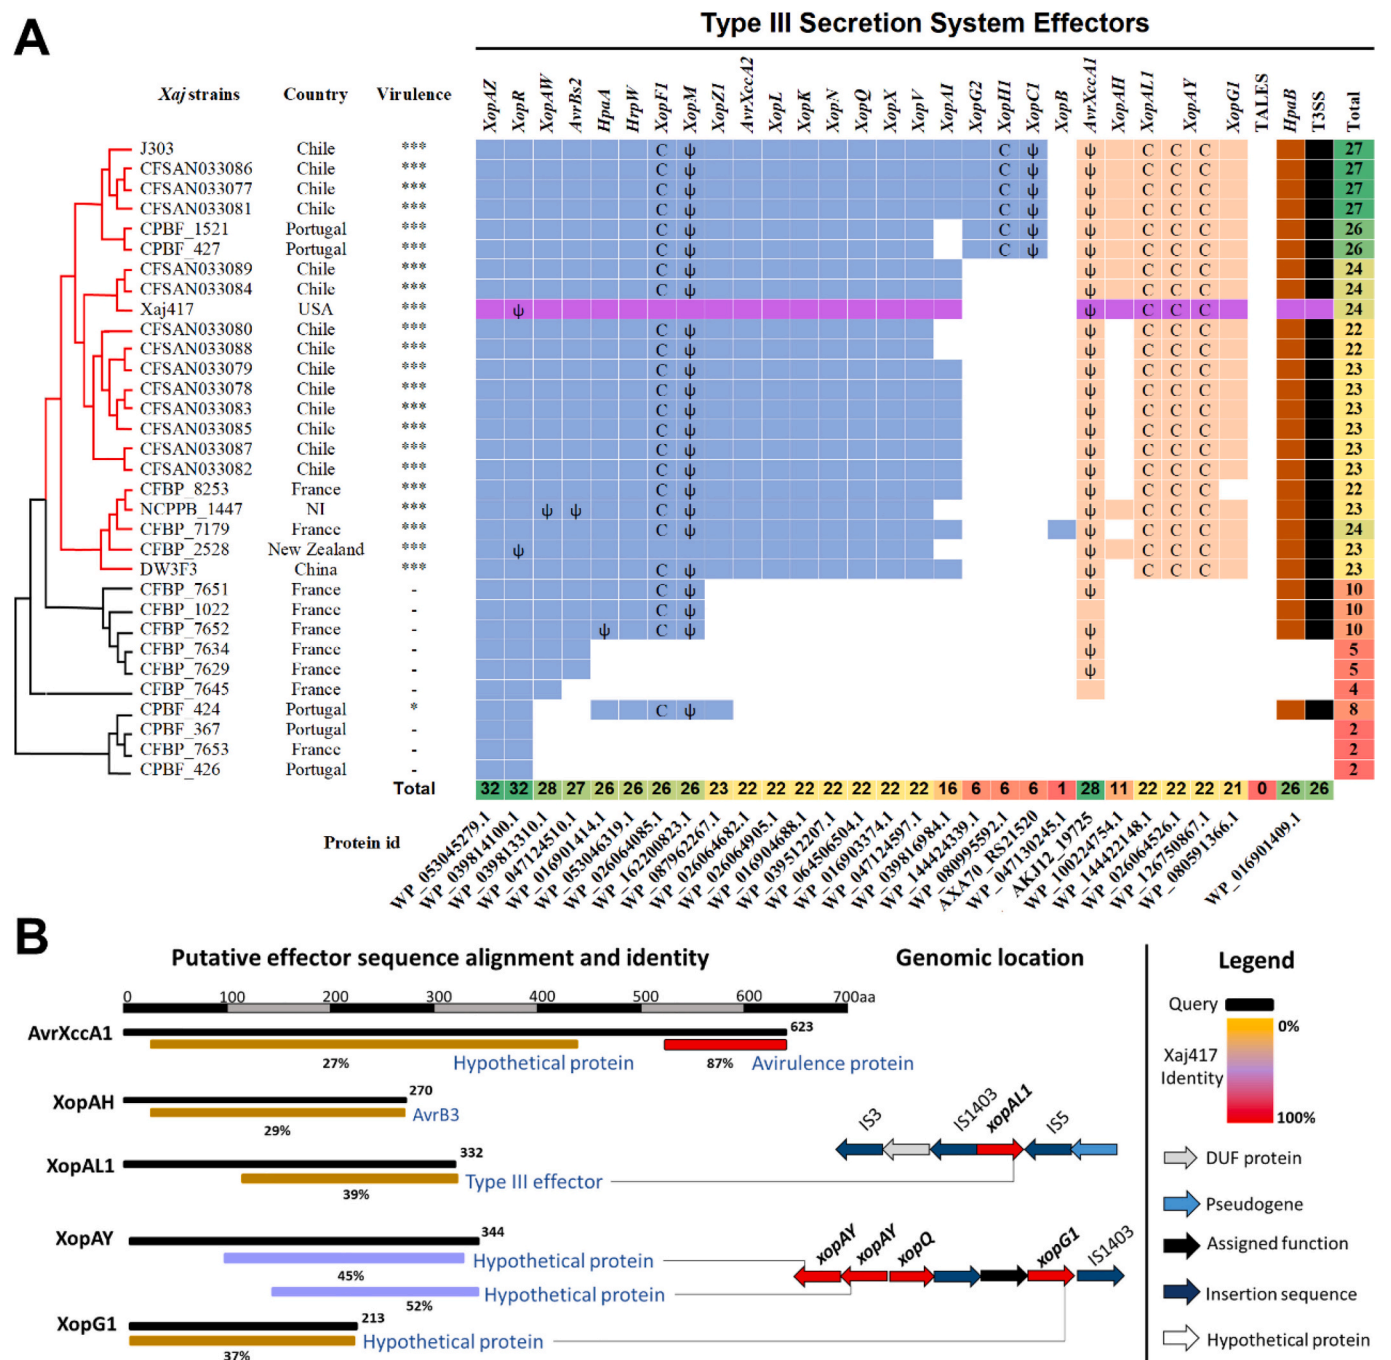 A
Type III Secretion System Effectors
Xaj strains Country Virulence XopAZ XopR XopAW AvrBs2 HpaA HrpW XopF1 XopM XopZ1 AvrXccA2 XopL XopK XopN XopQ XopX XopV XopAI XopG2 XopH1 XopC1 XopB AvrXccA1 XopAH XopAL1 XopAY XopG1 TALES HpaB T3SS Total
J303 Chile *** C ψ C ψ ψ C C C 27
CFSAN033086 Chile *** C ψ C ψ ψ C C C 27
CFSAN033077 Chile *** C ψ C ψ ψ C C C 27
CFSAN033081 Chile *** C ψ C ψ ψ C C C 27
CPBF_1521 Portugal *** C ψ C ψ ψ C C C 26
CPBF_427 Portugal *** C ψ C ψ ψ C C C 26
CFSAN033089 Chile *** C ψ ψ C C C 24
CFSAN033084 Chile *** C ψ ψ C C C 24
Xaj417 USA *** ψ ψ C C C 24
CFSAN033080 Chile *** C ψ ψ C C C 22
CFSAN033088 Chile *** C ψ ψ C C C 22
CFSAN033079 Chile *** C ψ ψ C C C 23
CFSAN033078 Chile *** C ψ ψ C C C 23
CFSAN033083 Chile *** C ψ ψ C C C 23
CFSAN033085 Chile *** C ψ ψ C C C 23
CFSAN033087 Chile *** C ψ ψ C C C 23
CFSAN033082 Chile *** C ψ ψ C C C 23
CFBP_8253 France *** C ψ ψ C C C 22
NCPPB_1447 NI *** ψ ψ C ψ ψ C C C 23
CFBP_7179 France *** C ψ ψ C C C 24
CFBP_2528 New Zealand *** ψ ψ C C C 23
DW3F3 China *** C ψ ψ C C C 23
CFBP_7651 France - C ψ ψ 10
CFBP_1022 France - C ψ 10
CFBP_7652 France - ψ C ψ ψ 10
CFBP_7634 France - ψ 5
CFBP_7629 France - ψ 5
CFBP_7645 France - 4
CPBF_424 Portugal * C ψ 8
CPBF_367 Portugal - 2
CFBP_7653 France - 2
CPBF_426 Portugal - 2
Total 32 32 28 27 26 26 26 26 23 22 22 22 22 22 22 22 16 6 6 6 1 28 11 22 22 22 21 0 26 26
Protein id WP_053045279.1 WP_039814100.1 WP_039813310.1 WP_047124510.1 WP_016901414.1 WP_053046319.1 WP_026064085.1 WP_162200823.1 WP_087962267.1 WP_026064682.1 WP_026064905.1 WP_016904688.1 WP_039512207.1 WP_064506504.1 WP_016903374.1 WP_047124597.1 WP_039816984.1 WP_144424339.1 WP_080995592.1 AXA70_RS21520 WP_047130245.1 AKJ12_19725 WP_100224754.1 WP_144422148.1 WP_026064526.1 WP_126750867.1 WP_080591366.1 WP_016901409.1
B
Putative effector sequence alignment and identity
Genomic location
Legend
0 100 200 300 400 500 600 700aa
Query
AvrXccA1 623
27% Hypothetical protein 87% Avirulence protein
0%
Xaj417
Identity
100%
XopAH 270
AvrB3
29%
IS3 IS1403 xopAL1 IS5
XopAL1 332
Type III effector
39%
DUF protein
Pseudogene
XopAY 344
Hypothetical protein
45%
Hypothetical protein
52%
xopAY xopAY xopQ xopG1 IS1403
Assigned function
Insertion sequence
XopG1 213
Hypothetical protein
37%
Hypothetical protein